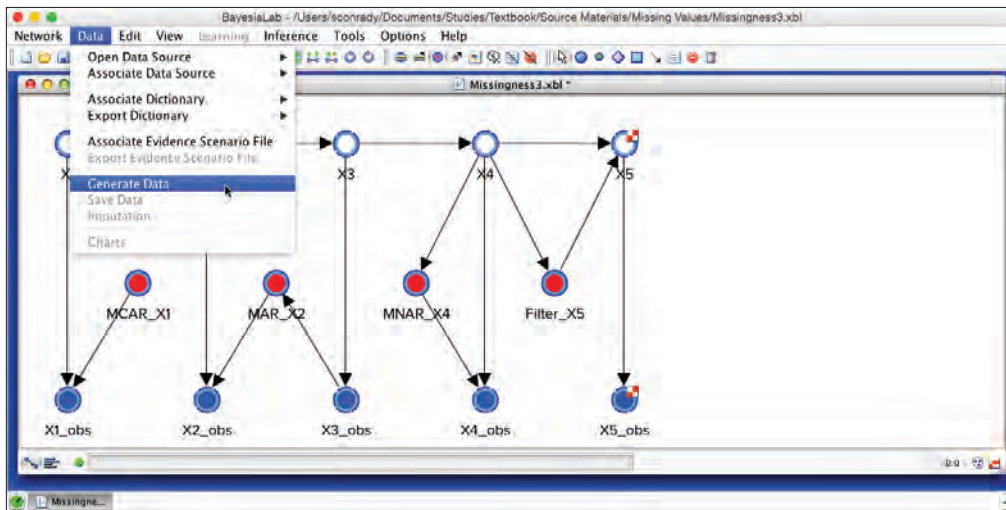 BayesiaLab - /Users/sconrady/Documents/Studies/Textbook/Source Materials/Missing Values/Missingness3.xbl
Network Data Edit View Learning Inference Tools Options Help
Open Data Source
Associate Data Source
Missingness3.xbl *
Associate Dictionary
Export Dictionary
Associate Evidence Scenario File
Export Evidence Scenario File
Generate Data
Save Data
Imputation
Charts
X3 X4 X5
MCAR_X1 MAR_X2 MNAR_X4 Filter_X5
X1_obs X2_obs X3_obs X4_obs X5_obs
Missingne...